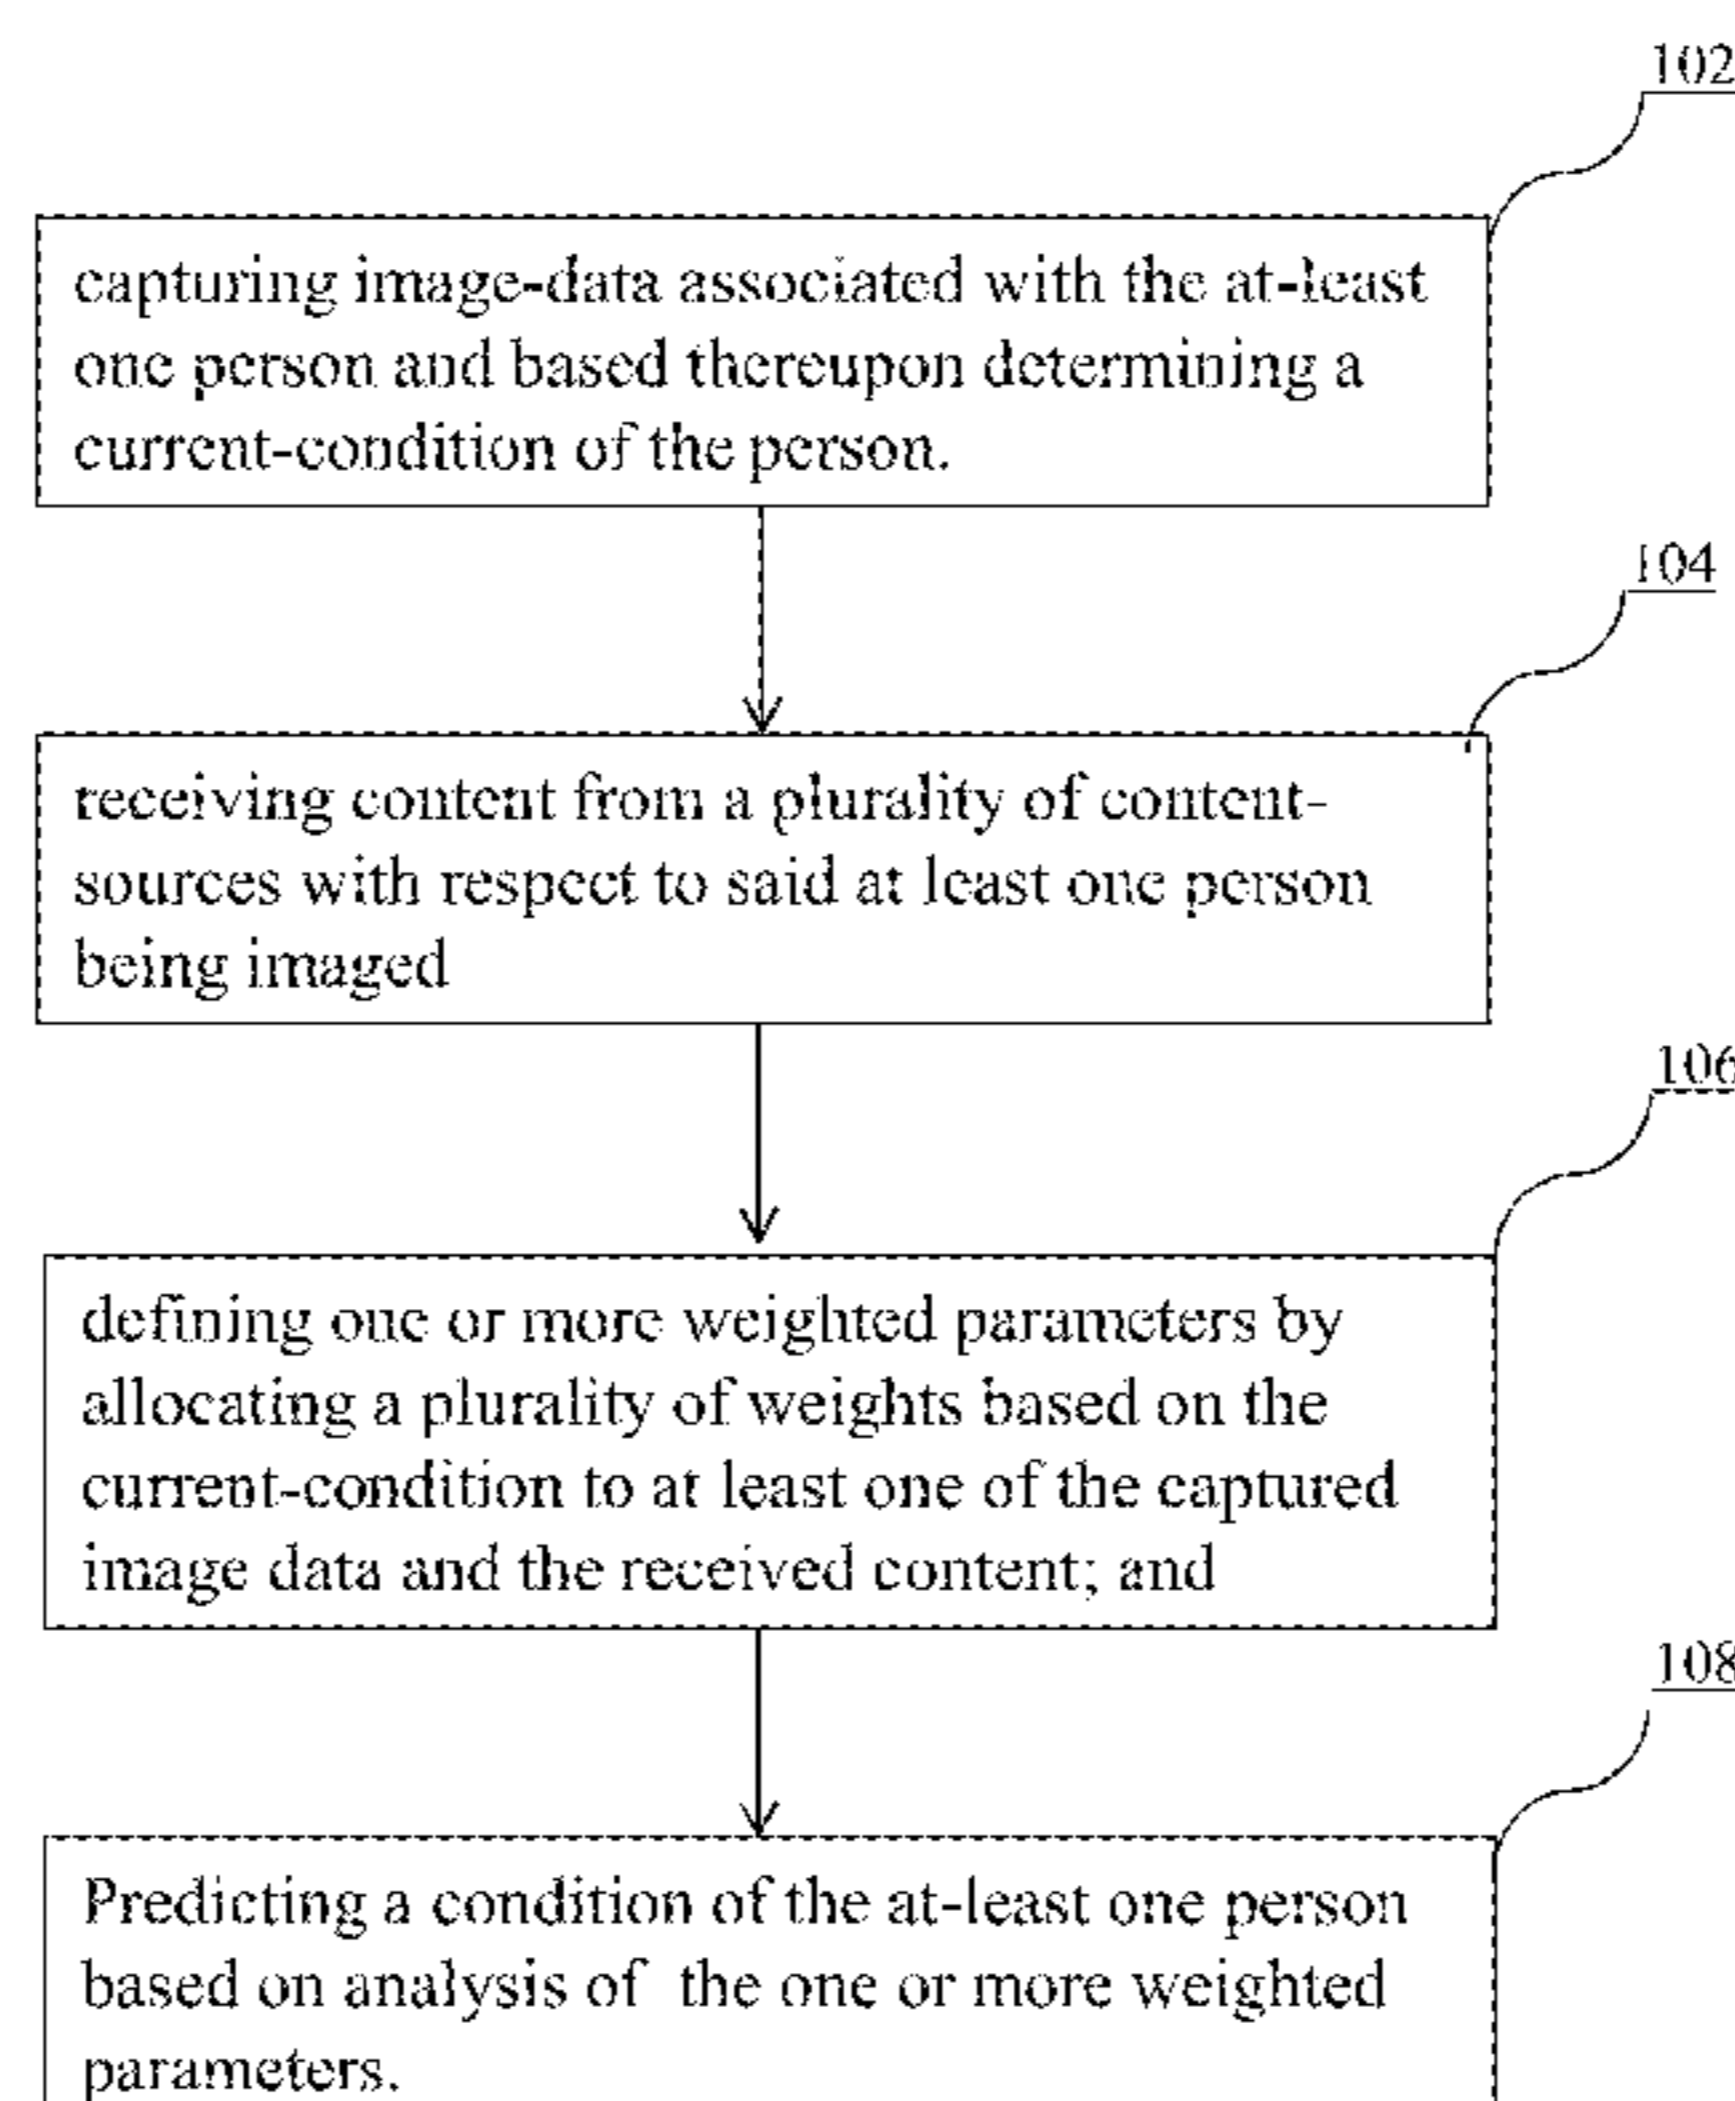 102
capturing image-data associated with the at-least
one person and based thereupon determining a
current-condition of the person.
104
receiving content from a plurality of content-
sources with respect to said at least one person
being imaged
106
defining one or more weighted parameters by
allocating a plurality of weights based on the
current-condition to at least one of the captured
image data and the received content; and
108
Predicting a condition of the at-least one person
based on analysis of the one or more weighted
parameters.